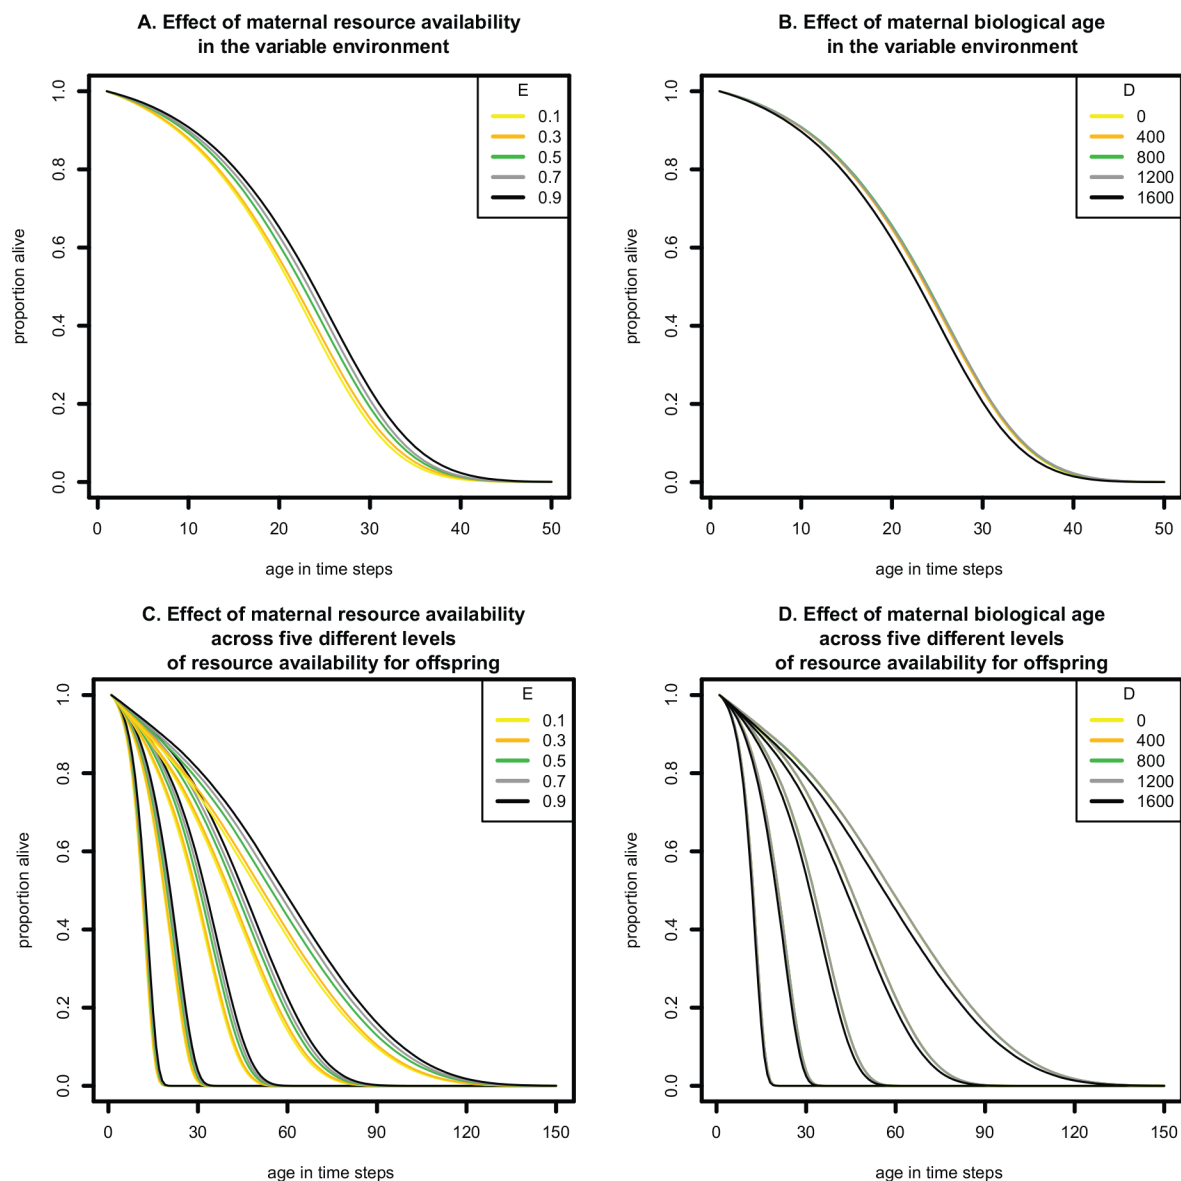 A. Effect of maternal resource availability
in the variable environment
proportion alive
1.0
0.8
0.6
0.4
0.2
0.0
E
0.1
0.3
0.5
0.7
0.9
0 10 20 30 40 50
age in time steps
B. Effect of maternal biological age
in the variable environment
proportion alive
1.0
0.8
0.6
0.4
0.2
0.0
D
0
400
800
1200
1600
0 10 20 30 40 50
age in time steps
C. Effect of maternal resource availability
across five different levels
of resource availability for offspring
proportion alive
1.0
0.8
0.6
0.4
0.2
0.0
E
0.1
0.3
0.5
0.7
0.9
0 30 60 90 120 150
age in time steps
D. Effect of maternal biological age
across five different levels
of resource availability for offspring
proportion alive
1.0
0.8
0.6
0.4
0.2
0.0
D
0
400
800
1200
1600
0 30 60 90 120 150
age in time steps